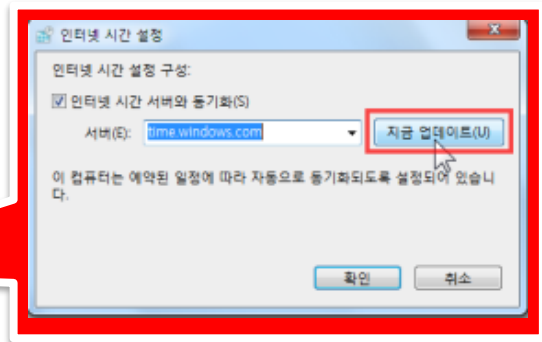 인터넷 시간 설정
인터넷 시간 설정 구성:
인터넷 시간 서버와 동기화(S)
서버(E): time.windows.com 지금 업데이트(U)
이 컴퓨터는 예약된 일정에 따라 자동으로 동기화되도록 설정되어 있습니
다.
확인 취소